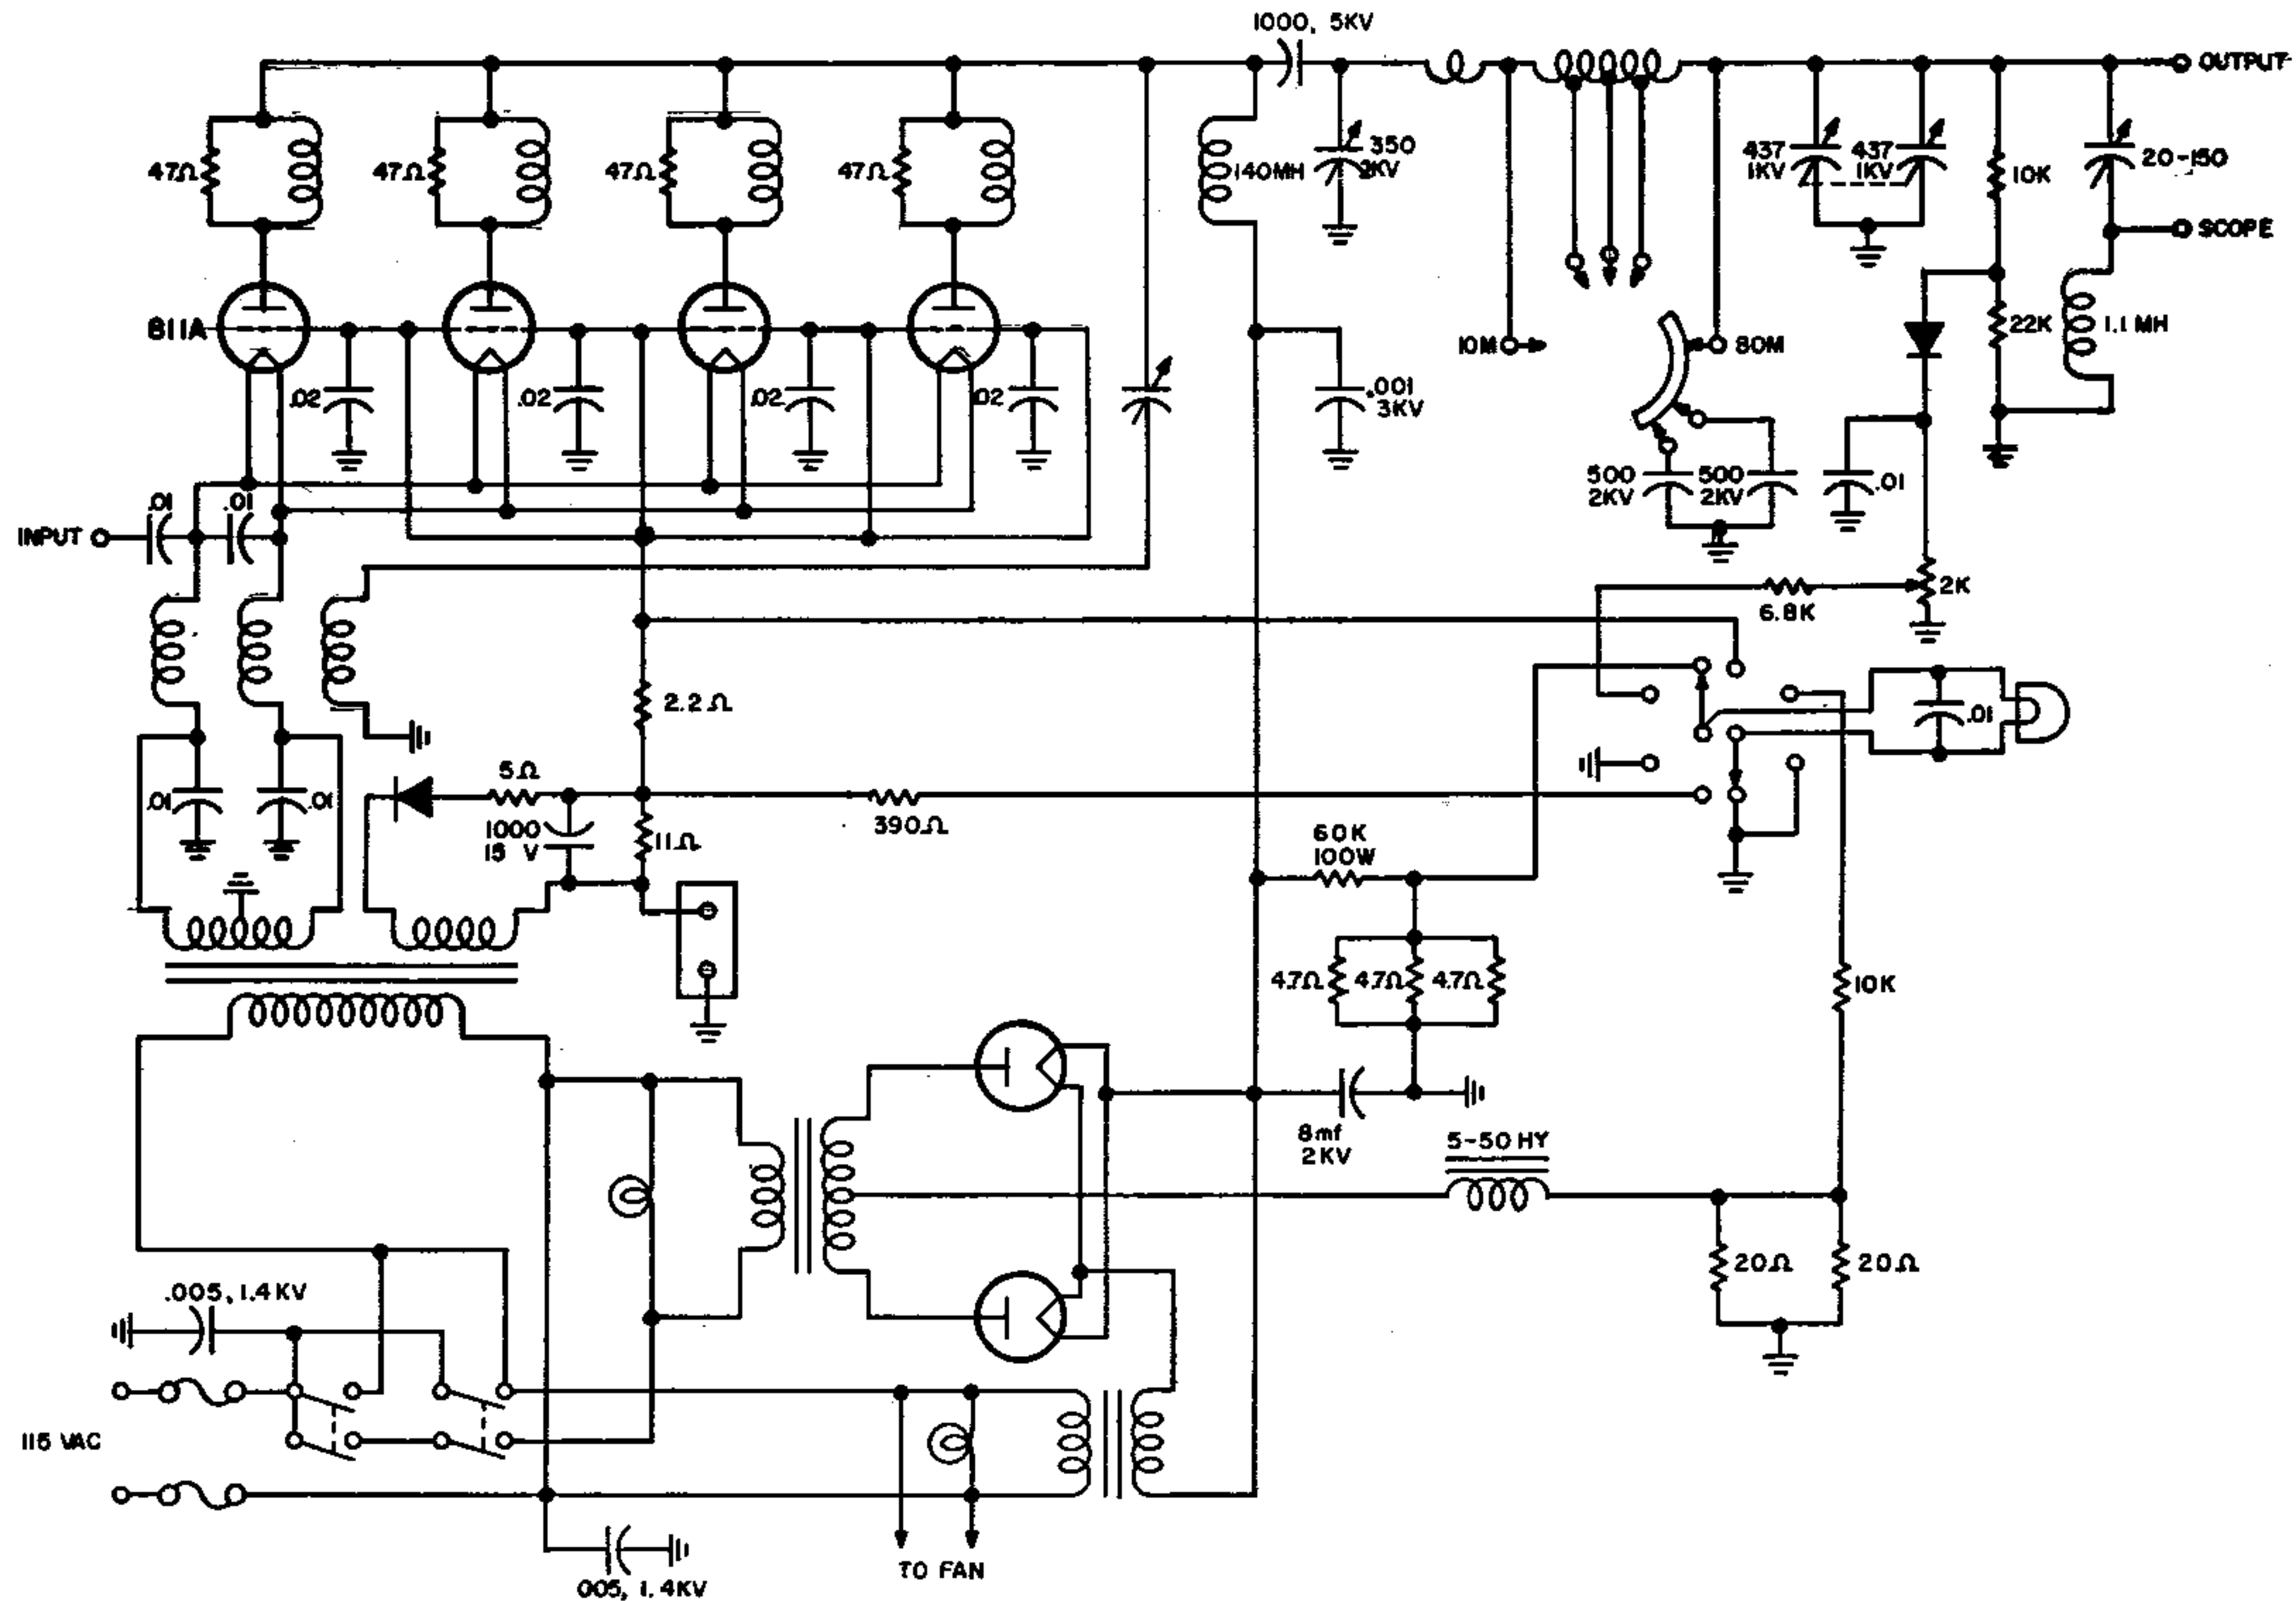 1000, 5KV
OUTPUT
47Ω
47Ω
47Ω
47Ω
140MH
350
2KV
437
1KV
437
1KV
10K
20-150
SCOPE
811A
22K
1.1 MH
10M
80M
.02
.02
.02
.02
.001
3KV
500
2KV
500
2KV
.01
INPUT
.01
.01
2K
6.8K
2.2Ω
.01
5Ω
.01
.01
1000
15 V
11Ω
390Ω
60K
100W
47Ω
47Ω
47Ω
10K
8mf
2KV
5-50 HY
20Ω
20Ω
.005, 1.4KV
115 VAC
TO FAN
.005, 1.4KV